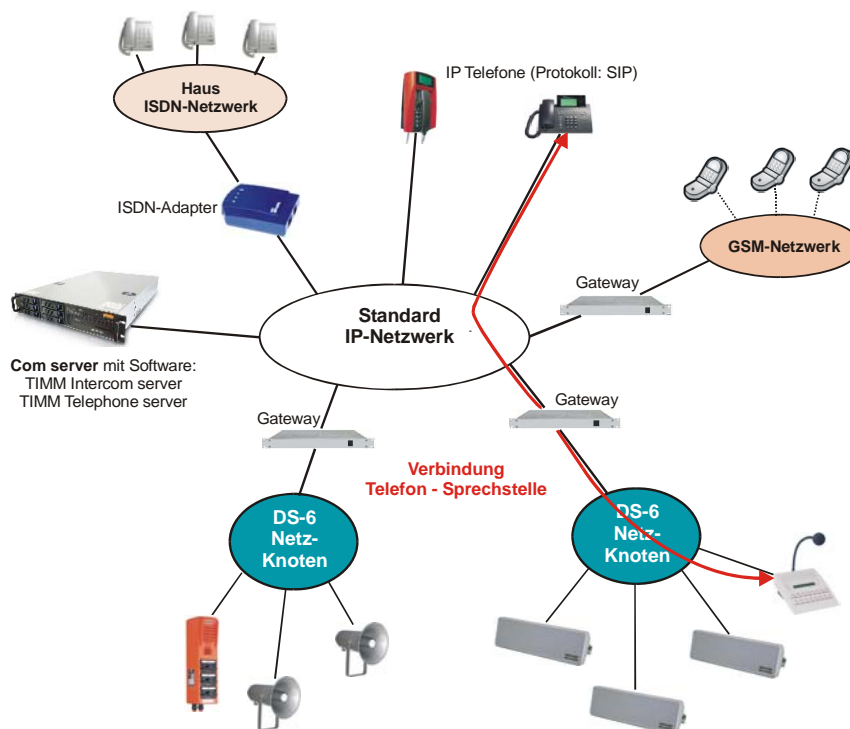 Haus
ISDN-Netzwerk
IP Telefone (Protokoll: SIP)
ISDN-Adapter
GSM-Netzwerk
Gateway
Standard
IP-Netzwerk
Com server mit Software:
TIMM Intercom server
TIMM Telephone server
Gateway
Gateway
Verbindung
Telefon - Sprechstelle
DS-6
Netz-
Knoten
DS-6
Netz-
Knoten